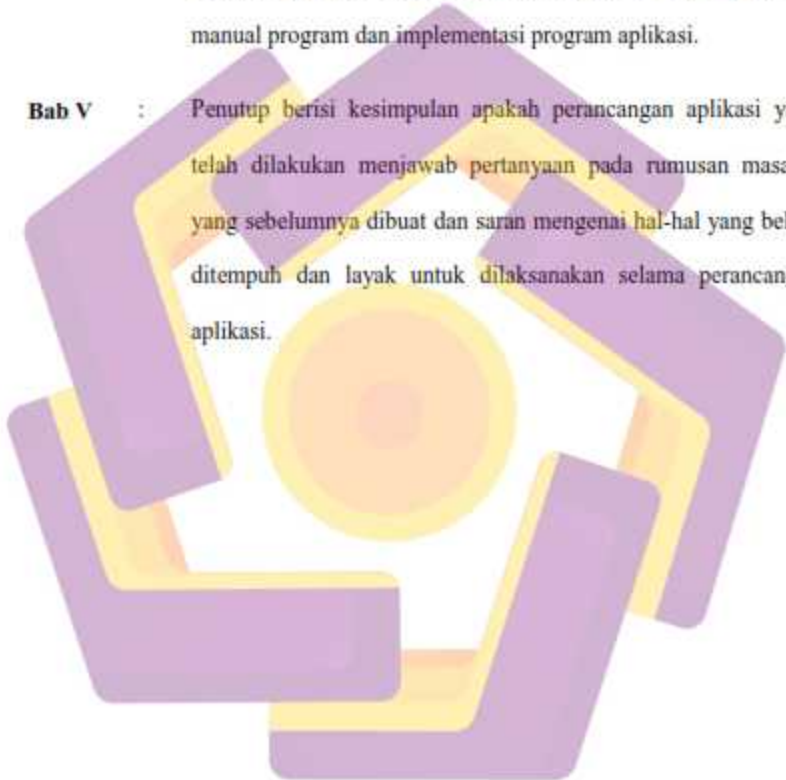 manual program dan implementasi program aplikasi.
Bab V : Penutup berisi kesimpulan apakah perancangan aplikasi y
telah dilakukan menjawab pertanyaan pada rumusan masa
yang sebelumnya dibuat dan saran mengenai hal-hal yang bel
ditempuh dan layak untuk dilaksanakan selama perancan
aplikasi.